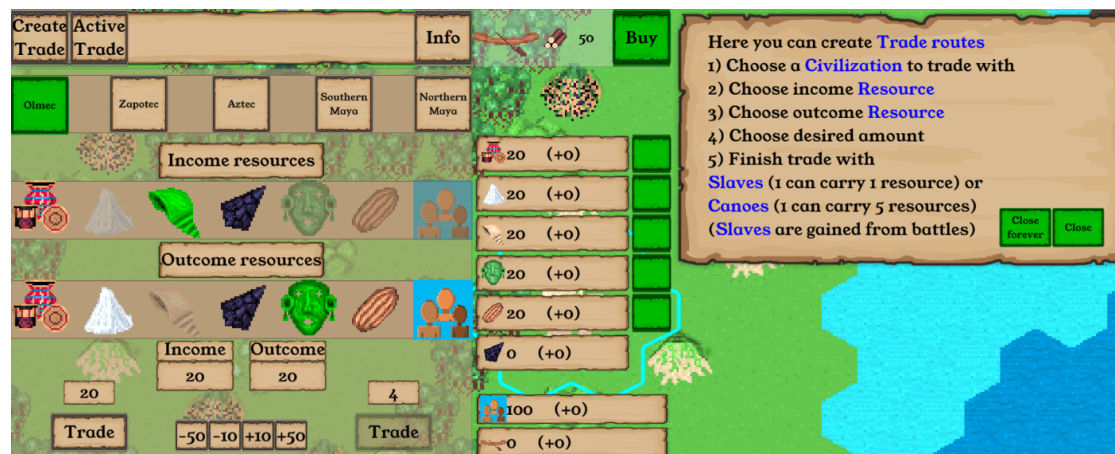 Create
Trade
Active
Trade
Info
Olmec
Zapotec
Aztec
Southern
Maya
Northern
Maya
Income resources
Outcome resources
Income
Outcome
20
20
20
4
Trade
-50
-10
+10
+50
Trade
50
Buy
20 (+0)
20 (+0)
20 (+0)
20 (+0)
20 (+0)
0 (+0)
100 (+0)
0 (+0)
Here you can create Trade routes
1) Choose a Civilization to trade with
2) Choose income Resource
3) Choose outcome Resource
4) Choose desired amount
5) Finish trade with
Slaves (1 can carry 1 resource) or
Canoes (1 can carry 5 resources)
(Slaves are gained from battles)
Close
forever
Close